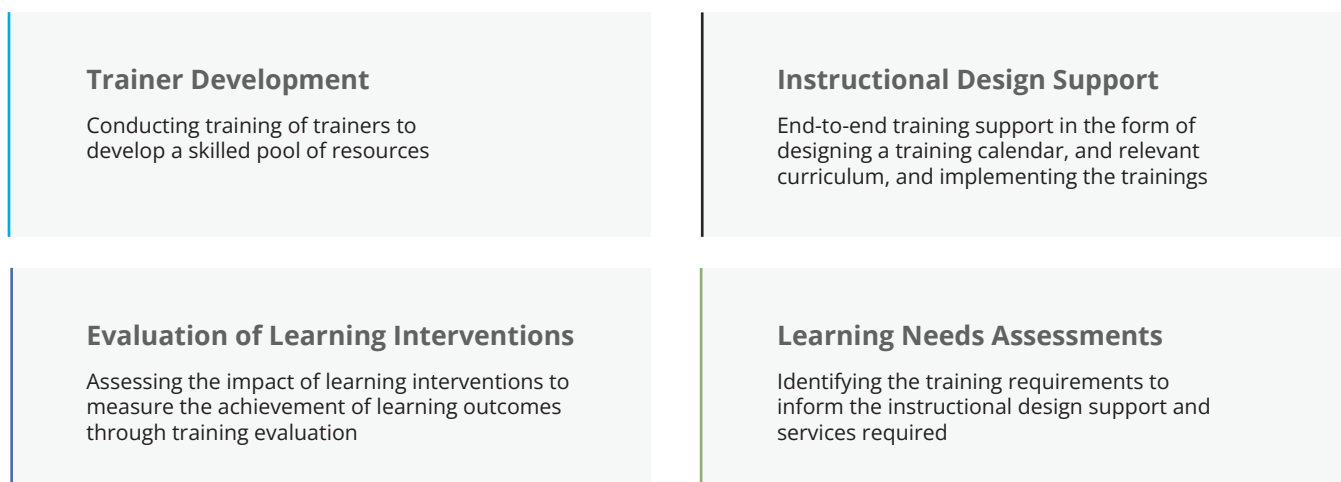 Trainer Development
Conducting training of trainers to
develop a skilled pool of resources
Instructional Design Support
End-to-end training support in the form of
designing a training calendar, and relevant
curriculum, and implementing the trainings
Evaluation of Learning Interventions
Assessing the impact of learning interventions to
measure the achievement of learning outcomes
through training evaluation
Learning Needs Assessments
Identifying the training requirements to
inform the instructional design support and
services required